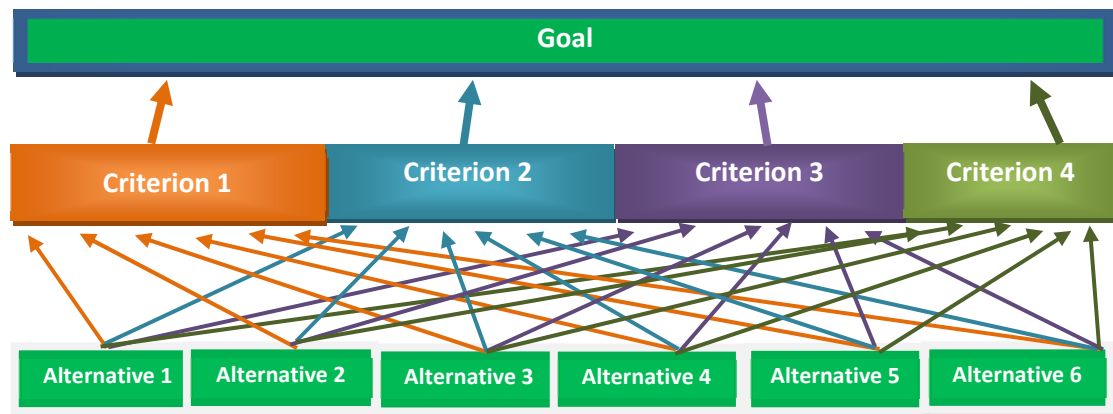 Goal
Criterion 1
Criterion 2
Criterion 3
Criterion 4
Alternative 1
Alternative 2
Alternative 3
Alternative 4
Alternative 5
Alternative 6